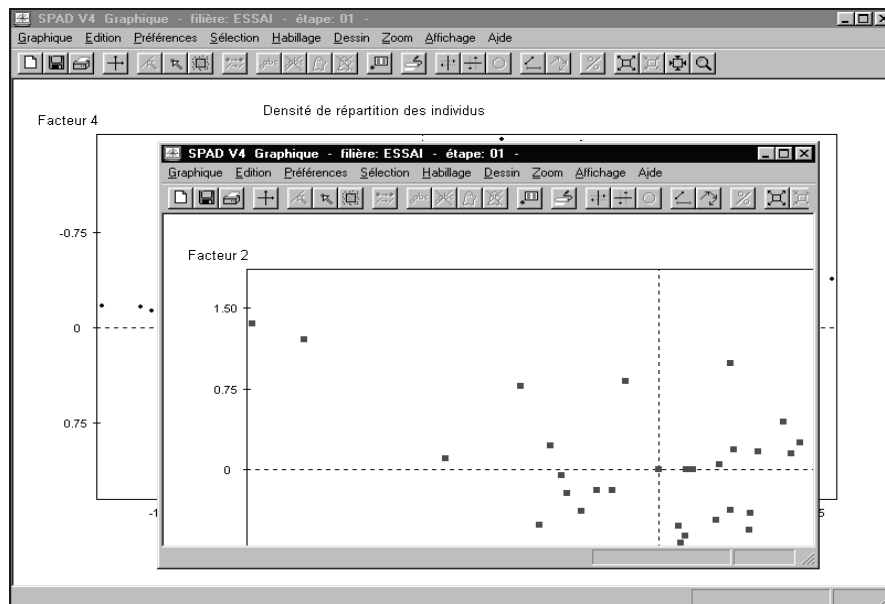 SPAD V4 Graphique - filière: ESSAI - étape: 01 -
Graphique Edition Préférences Sélection Habillage Dessin Zoom Affichage Aide
abc
Densité de répartition des individus
Facteur 4
-0.75
0
0.75
-1
5
SPAD V4 Graphique - filière: ESSAI - étape: 01 -
Graphique Edition Préférences Sélection Habillage Dessin Zoom Affichage Aide
abc
Facteur 2
1.50
0.75
0